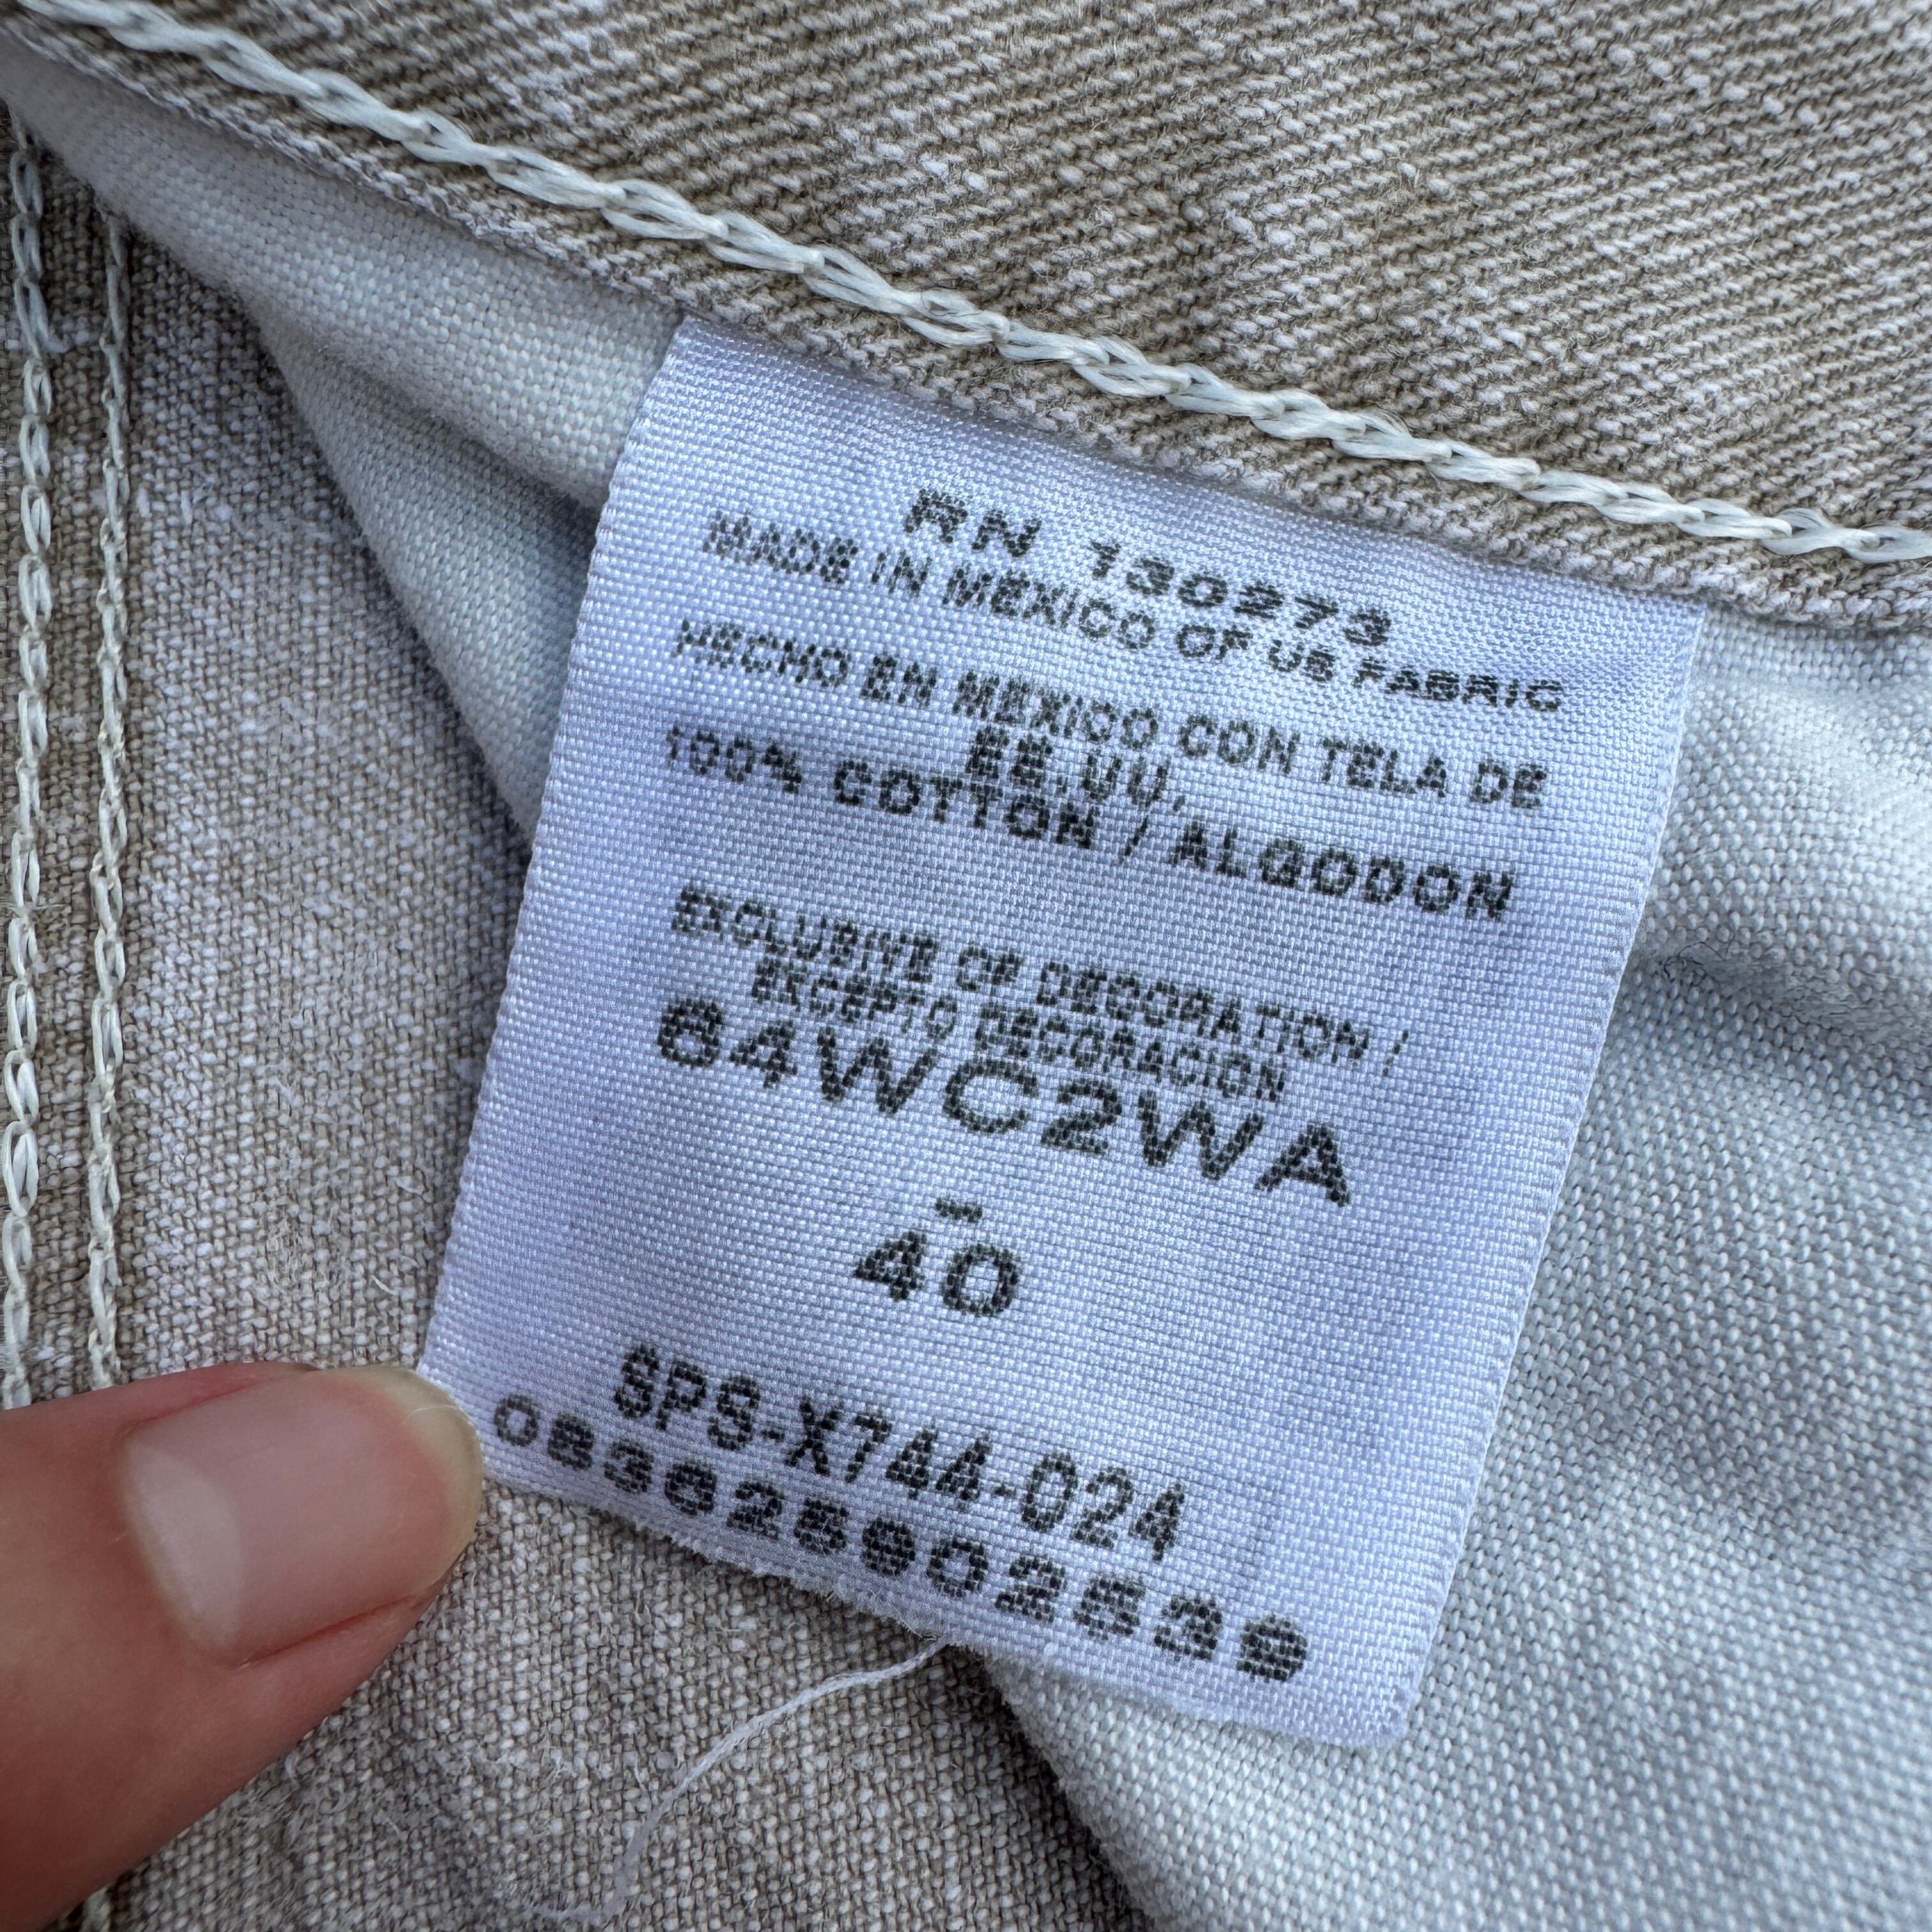 RN 130273
MADE IN MEXICO OF US FABRIC
HECHO EN MEXICO CON TELA DE
EE.UU.
100% COTTON / ALGODON
EXCLUSIVE OF DECORATION /
EXCEPTO DECORACION
64WC2WA
-
40
SPS-X744-024